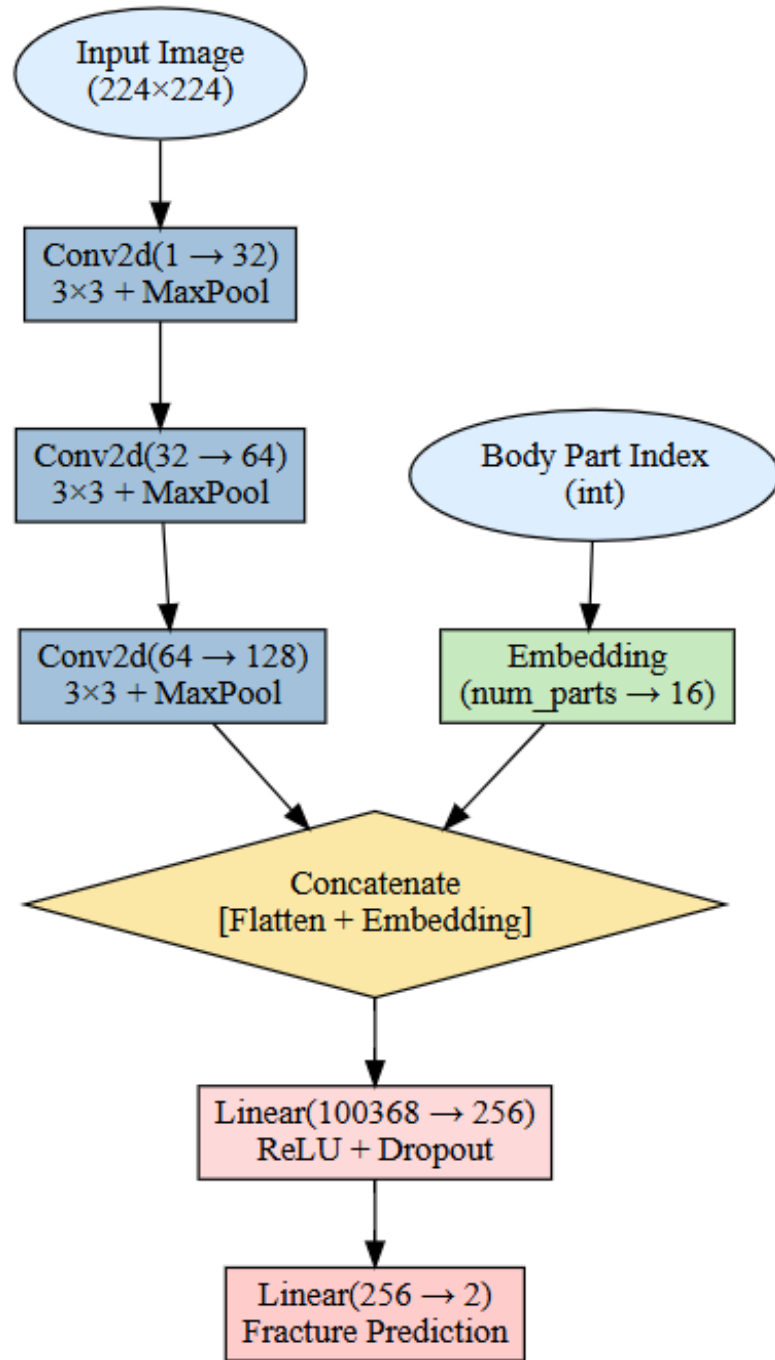 Input Image
(224×224)
Conv2d(1 → 32)
3×3 + MaxPool
Conv2d(32 → 64)
3×3 + MaxPool
Body Part Index
(int)
Conv2d(64 → 128)
3×3 + MaxPool
Embedding
(num_parts → 16)
Concatenate
[Flatten + Embedding]
Linear(100368 → 256)
ReLU + Dropout
Linear(256 → 2)
Fracture Prediction